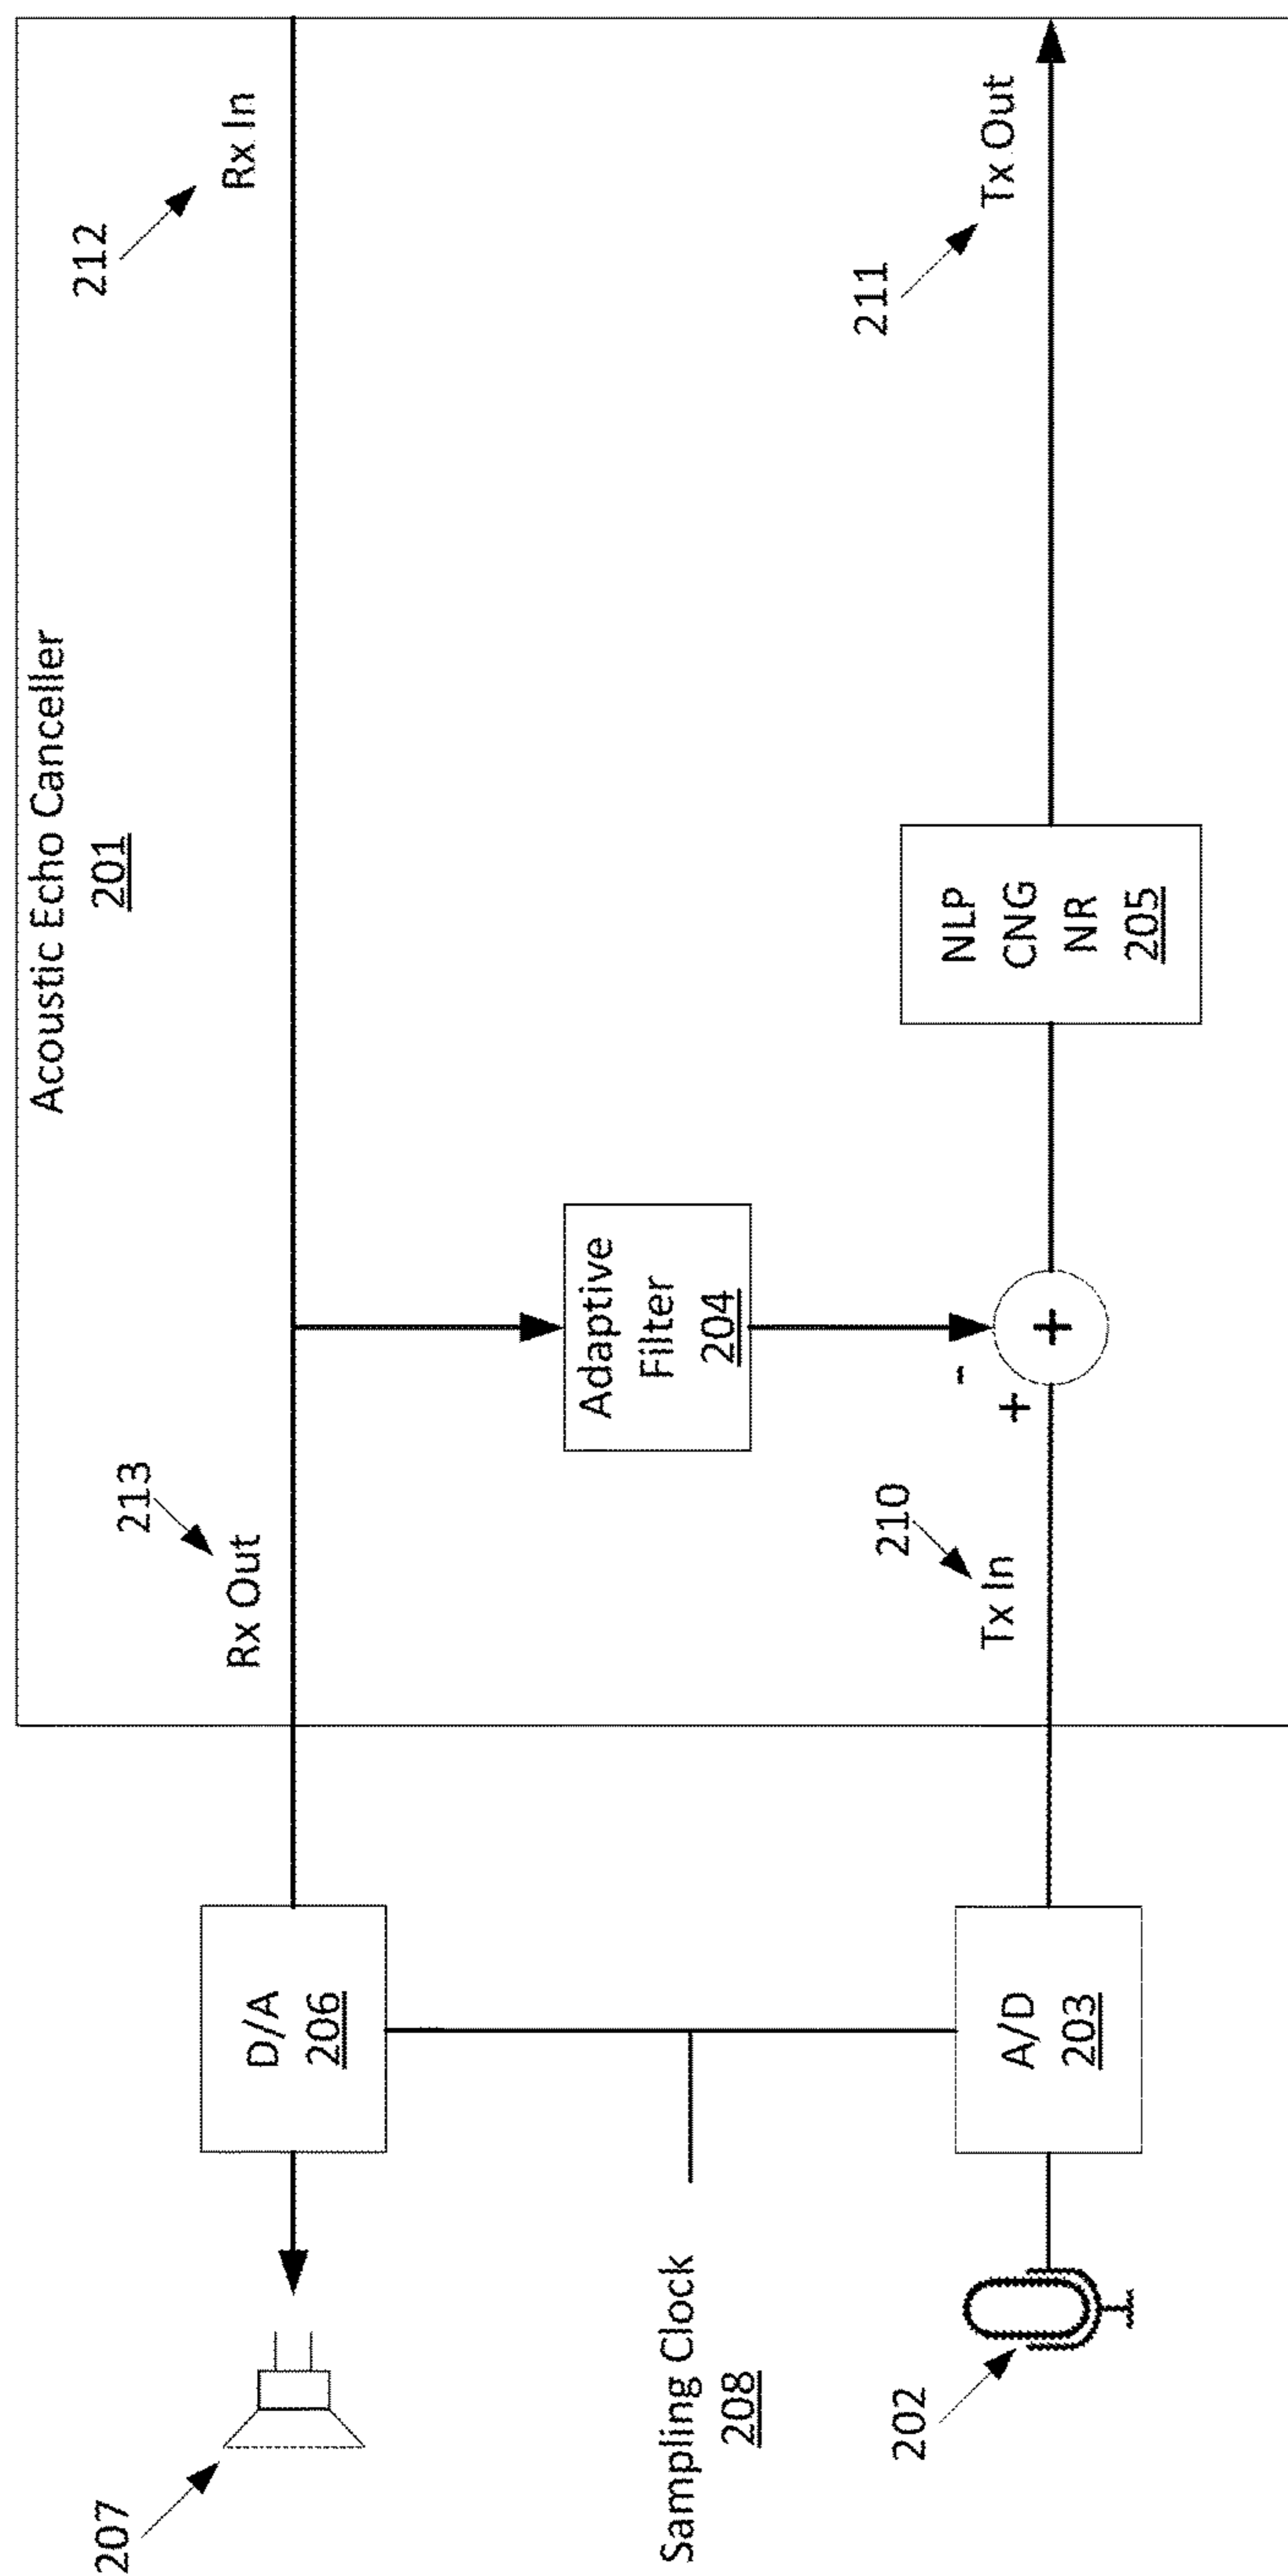 Acoustic Echo Canceller
201
207
D/A
206
213
Rx Out
212
Rx In
Sampling Clock
208
Adaptive
Filter
204
-
+
+
202
A/D
203
210
Tx In
NLP
CNG
NR
205
211
Tx Out